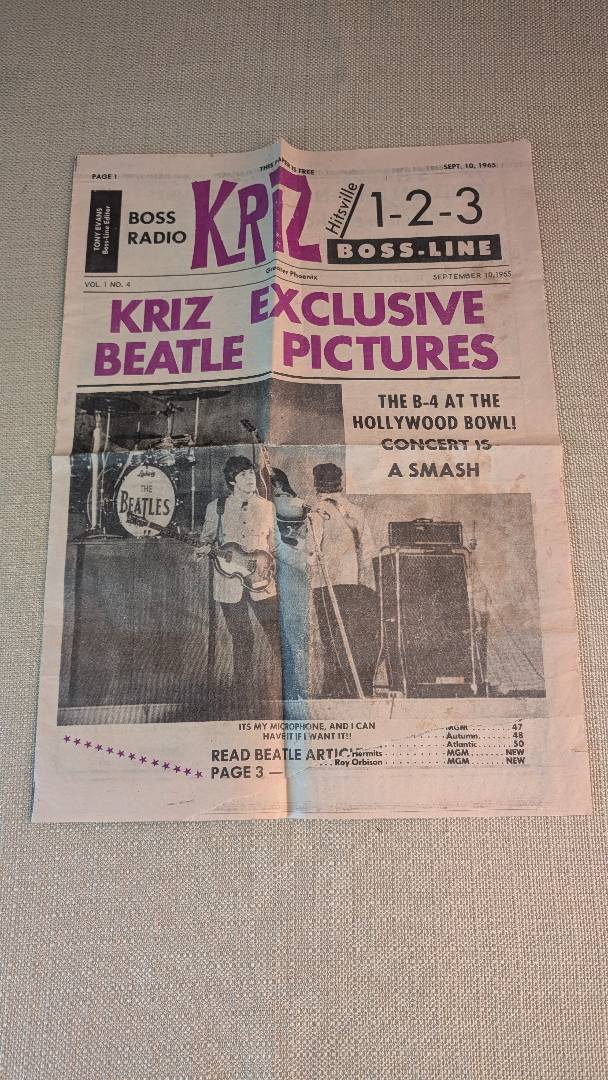 THIS PAPER IS FREE
PAGE 1
SEPT. 10, 1965
TONY EVANS
Boss-Line Editor
BOSS
RADIO
KRIZ
Hitsville
1-2-3
BOSS-LINE
Greater Phoenix
VOL. 1 NO. 4
SEPTEMBER 10, 1965
KRIZ EXCLUSIVE
BEATLE PICTURES
THE B-4 AT THE
HOLLYWOOD BOWL!
CONCERT IS
A SMASH
Ludwig
THE
BEATLES
ITS MY MICROPHONE, AND I CAN
HAVE IT IF I WANT IT!!
READ BEATLE
PAGE 3 —
MGM ........ 47
Autumn ...... 48
Atlantic ...... 50
Hermits ........ MGM ...... NEW
Roy Orbison ........ MGM ...... NEW